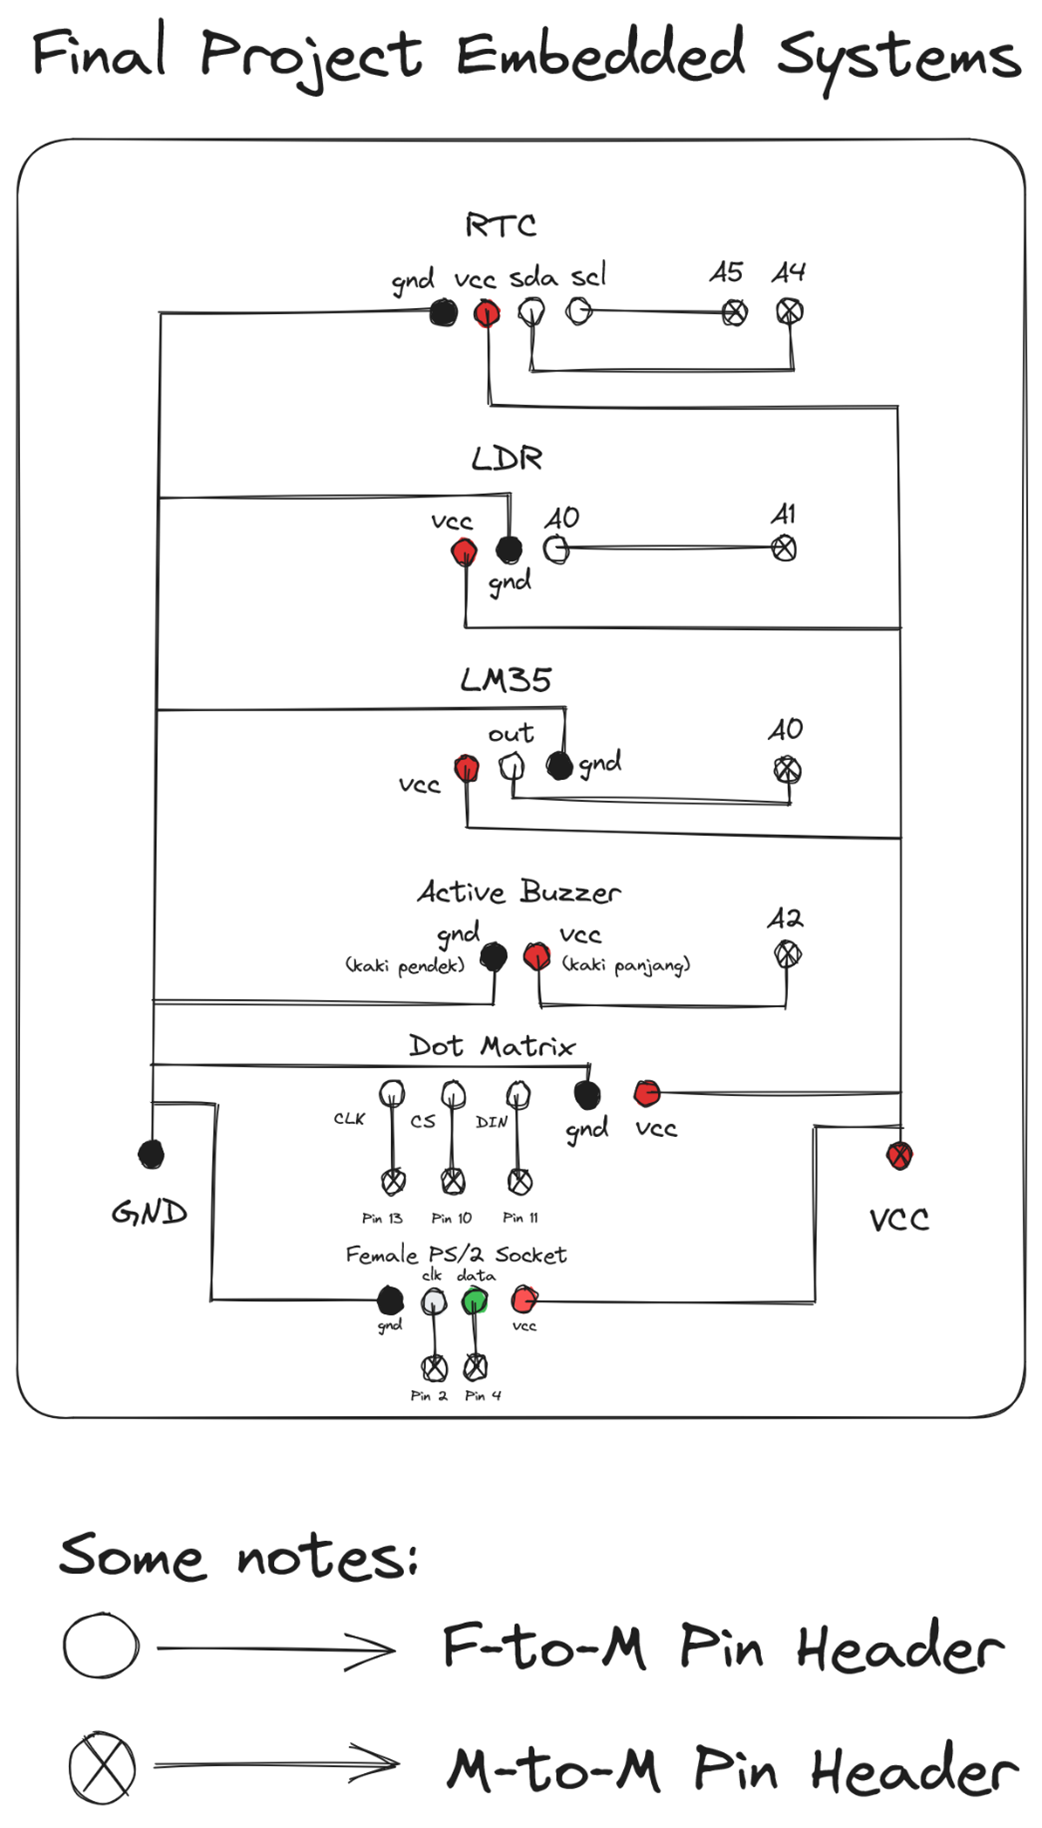 Final Project Embedded Systems
RTC
gnd vcc sda scl A5 A4
LDR
vcc A0 A1
gnd
LM35
out A0
vcc gnd
Active Buzzer
gnd vcc A2
(kaki pendek) (kaki panjang)
Dot Matrix
CLK CS DIN gnd vcc
GND VCC
Pin 13 Pin 10 Pin 11
Female PS/2 Socket
clk data
gnd vcc
Pin 2 Pin 4
Some notes:
F-to-M Pin Header
M-to-M Pin Header